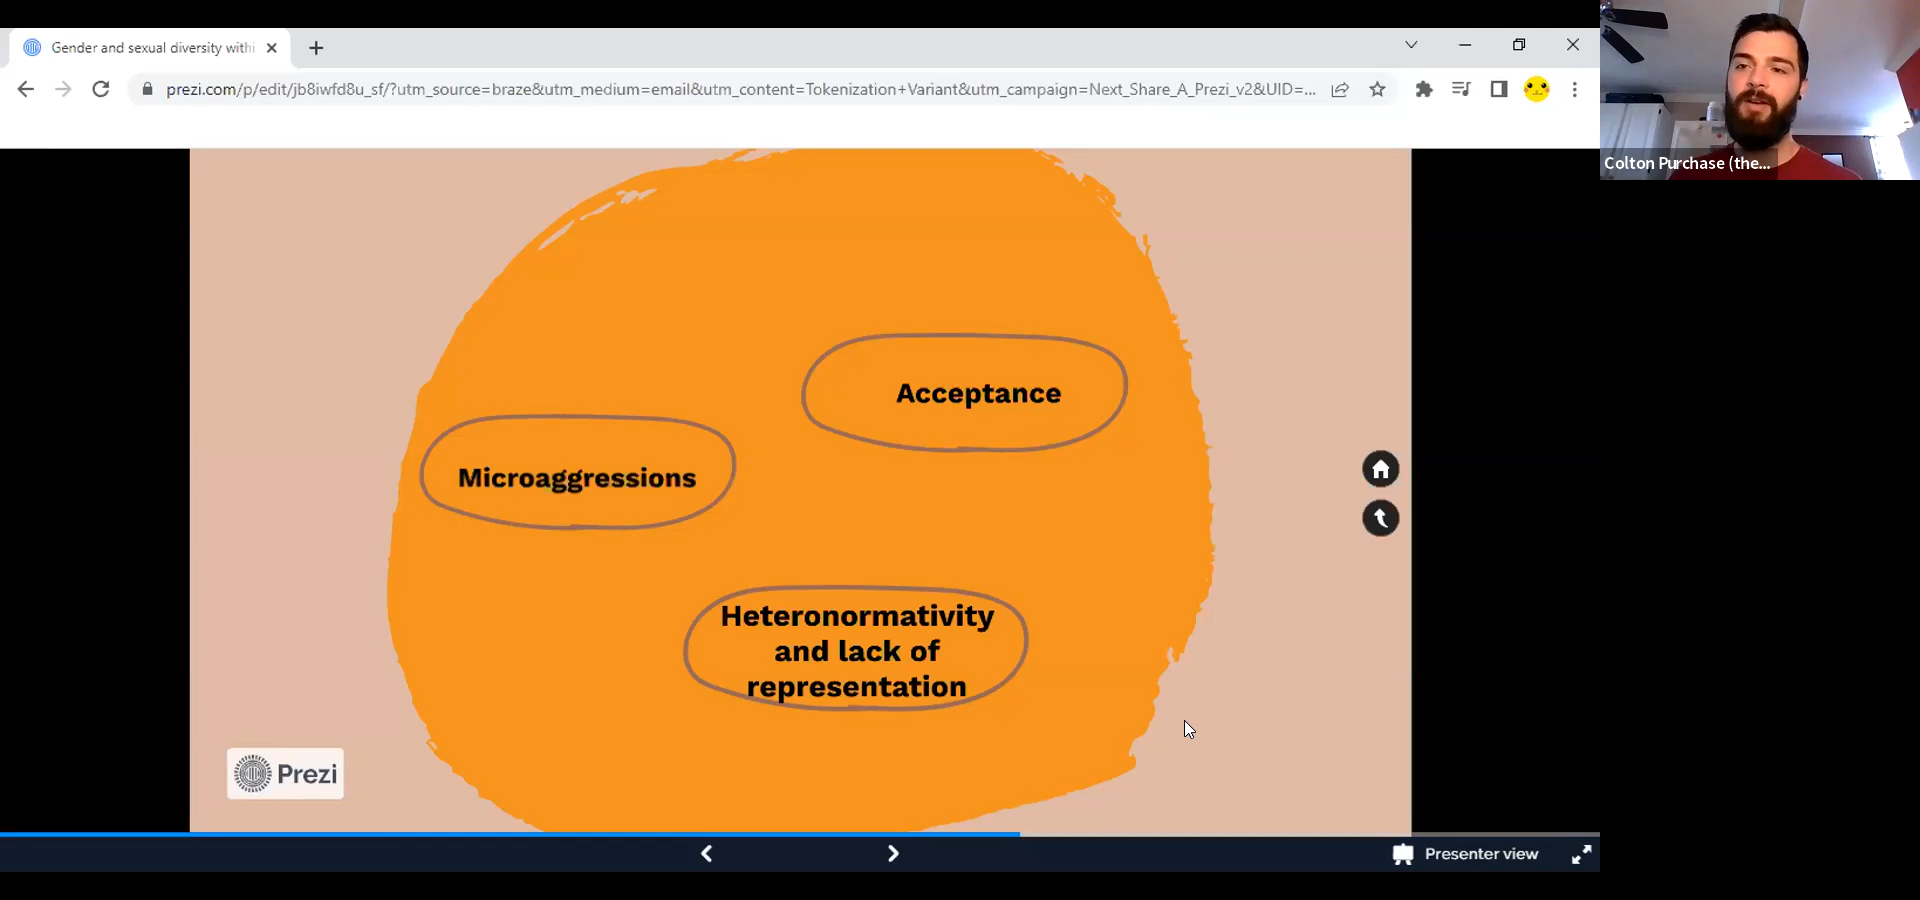 Gender and sexual diversity withi
prezi.com/p/edit/jb8iwfd8u_sf/?utm_source=braze&utm_medium=email&utm_content=Tokenization+Variant&utm_campaign=Next_Share_A_Prezi_v2&UID=...
Colton Purchase (the...
Acceptance
Microaggressions
Heteronormativity
and lack of
representation
Prezi
Presenter view